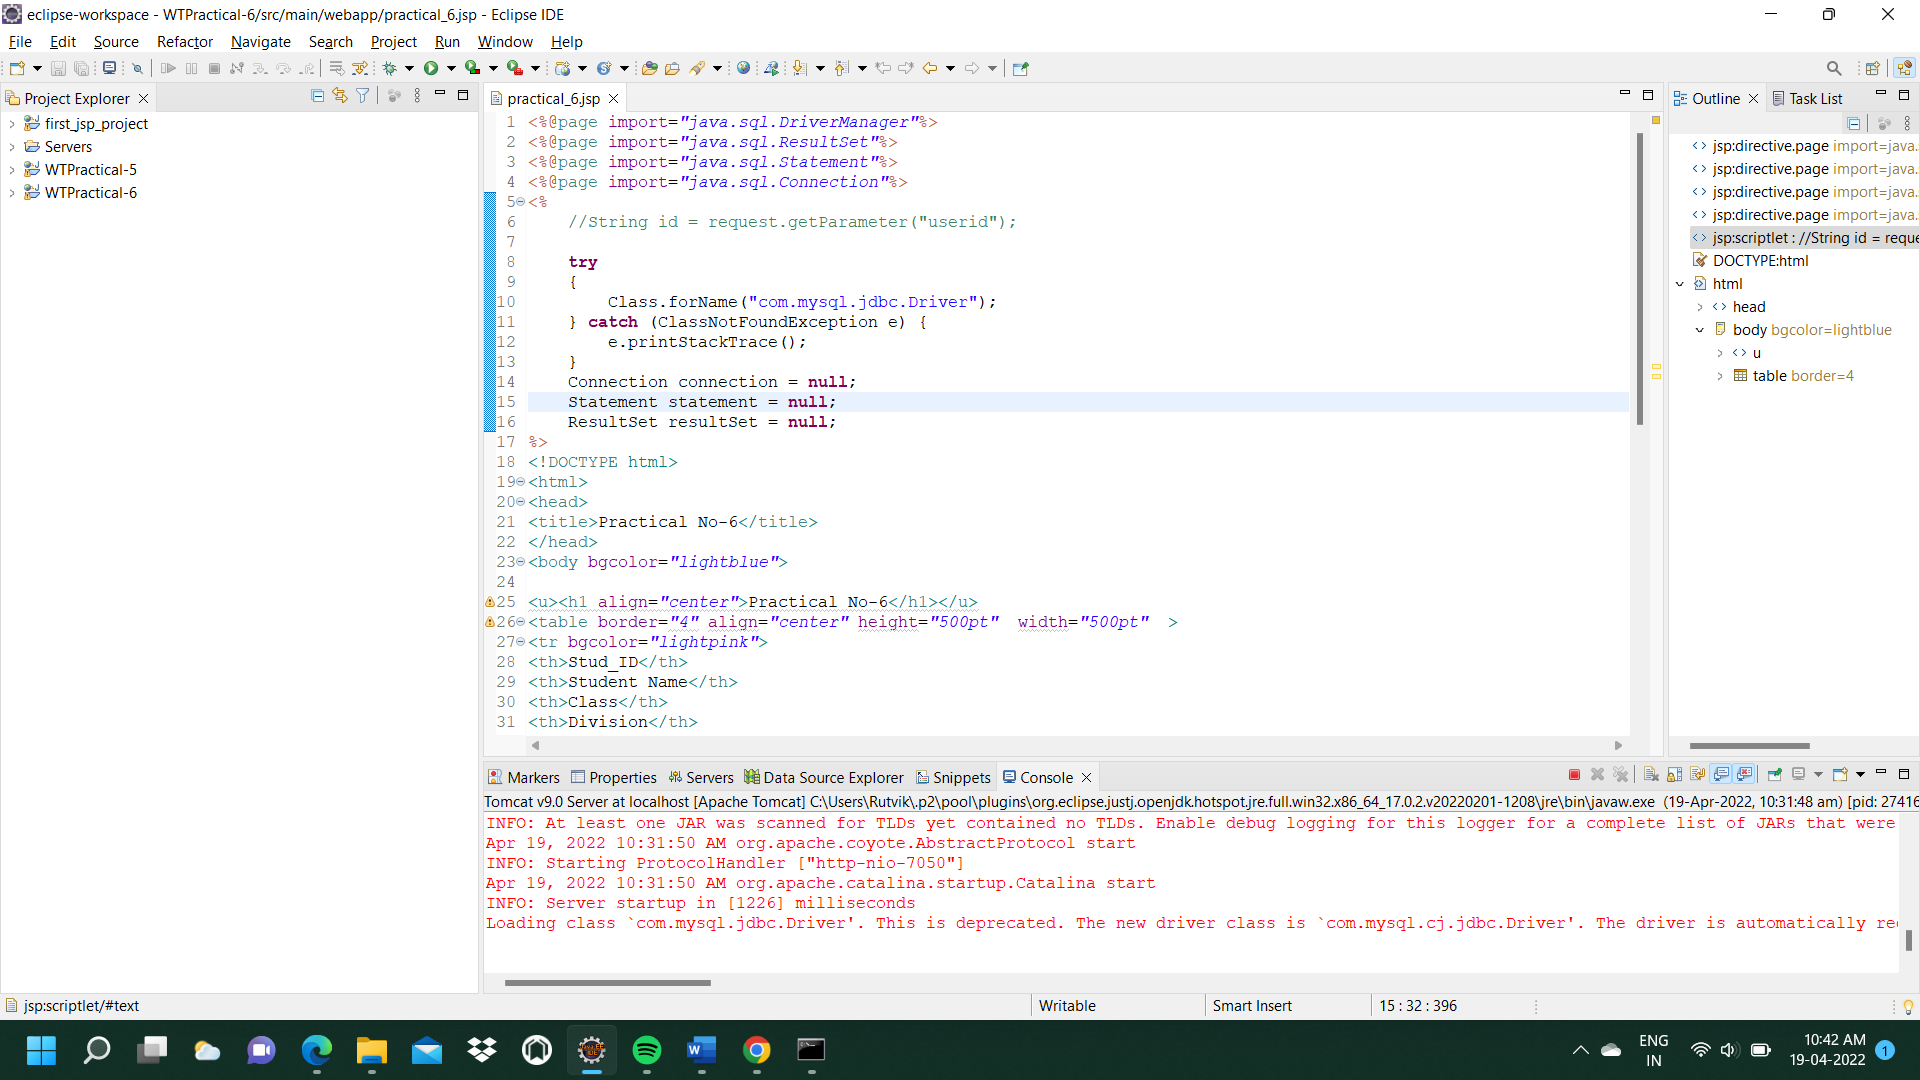 eclipse-workspace - WTPractical-6/src/main/webapp/practical_6.jsp - Eclipse IDE
File Edit Source Refactor Navigate Search Project Run Window Help
Project Explorer
first_jsp_project
Servers
WTPractical-5
WTPractical-6
practical_6.jsp
1 <%@page import="java.sql.DriverManager"%>
2 <%@page import="java.sql.ResultSet"%>
3 <%@page import="java.sql.Statement"%>
4 <%@page import="java.sql.Connection"%>
5 <%
6 //String id = request.getParameter("userid");
7
8 try
9 {
10 Class.forName("com.mysql.jdbc.Driver");
11 } catch (ClassNotFoundException e) {
12 e.printStackTrace();
13 }
14 Connection connection = null;
15 Statement statement = null;
16 ResultSet resultSet = null;
17 %>
18 <!DOCTYPE html>
19 <html>
20 <head>
21 <title>Practical No-6</title>
22 </head>
23 <body bgcolor="lightblue">
24
25 <u><h1 align="center">Practical No-6</h1></u>
26 <table border="4" align="center" height="500pt"  width="500pt"  >
27 <tr bgcolor="lightpink">
28 <th>Stud_ID</th>
29 <th>Student Name</th>
30 <th>Class</th>
31 <th>Division</th>
Outline Task List
jsp:directive.page import=java.
jsp:directive.page import=java.
jsp:directive.page import=java.s
jsp:directive.page import=java.
jsp:scriptlet : //String id = reque
DOCTYPE:html
html
head
body bgcolor=lightblue
u
table border=4
Markers Properties Servers Data Source Explorer Snippets Console
Tomcat v9.0 Server at localhost [Apache Tomcat] C:\Users\Rutvik\.p2\pool\plugins\org.eclipse.justj.openjdk.hotspot.jre.full.win32.x86_64_17.0.2.v20220201-1208\jre\bin\javaw.exe (19-Apr-2022, 10:31:48 am) [pid: 27416
INFO: At least one JAR was scanned for TLDs yet contained no TLDs. Enable debug logging for this logger for a complete list of JARs that were
Apr 19, 2022 10:31:50 AM org.apache.coyote.AbstractProtocol start
INFO: Starting ProtocolHandler ["http-nio-7050"]
Apr 19, 2022 10:31:50 AM org.apache.catalina.startup.Catalina start
INFO: Server startup in [1226] milliseconds
Loading class `com.mysql.jdbc.Driver'. This is deprecated. The new driver class is `com.mysql.cj.jdbc.Driver'. The driver is automatically re
jsp:scriptlet/#text
Writable Smart Insert 15 : 32 : 396
ENG
IN
10:42 AM
19-04-2022
1